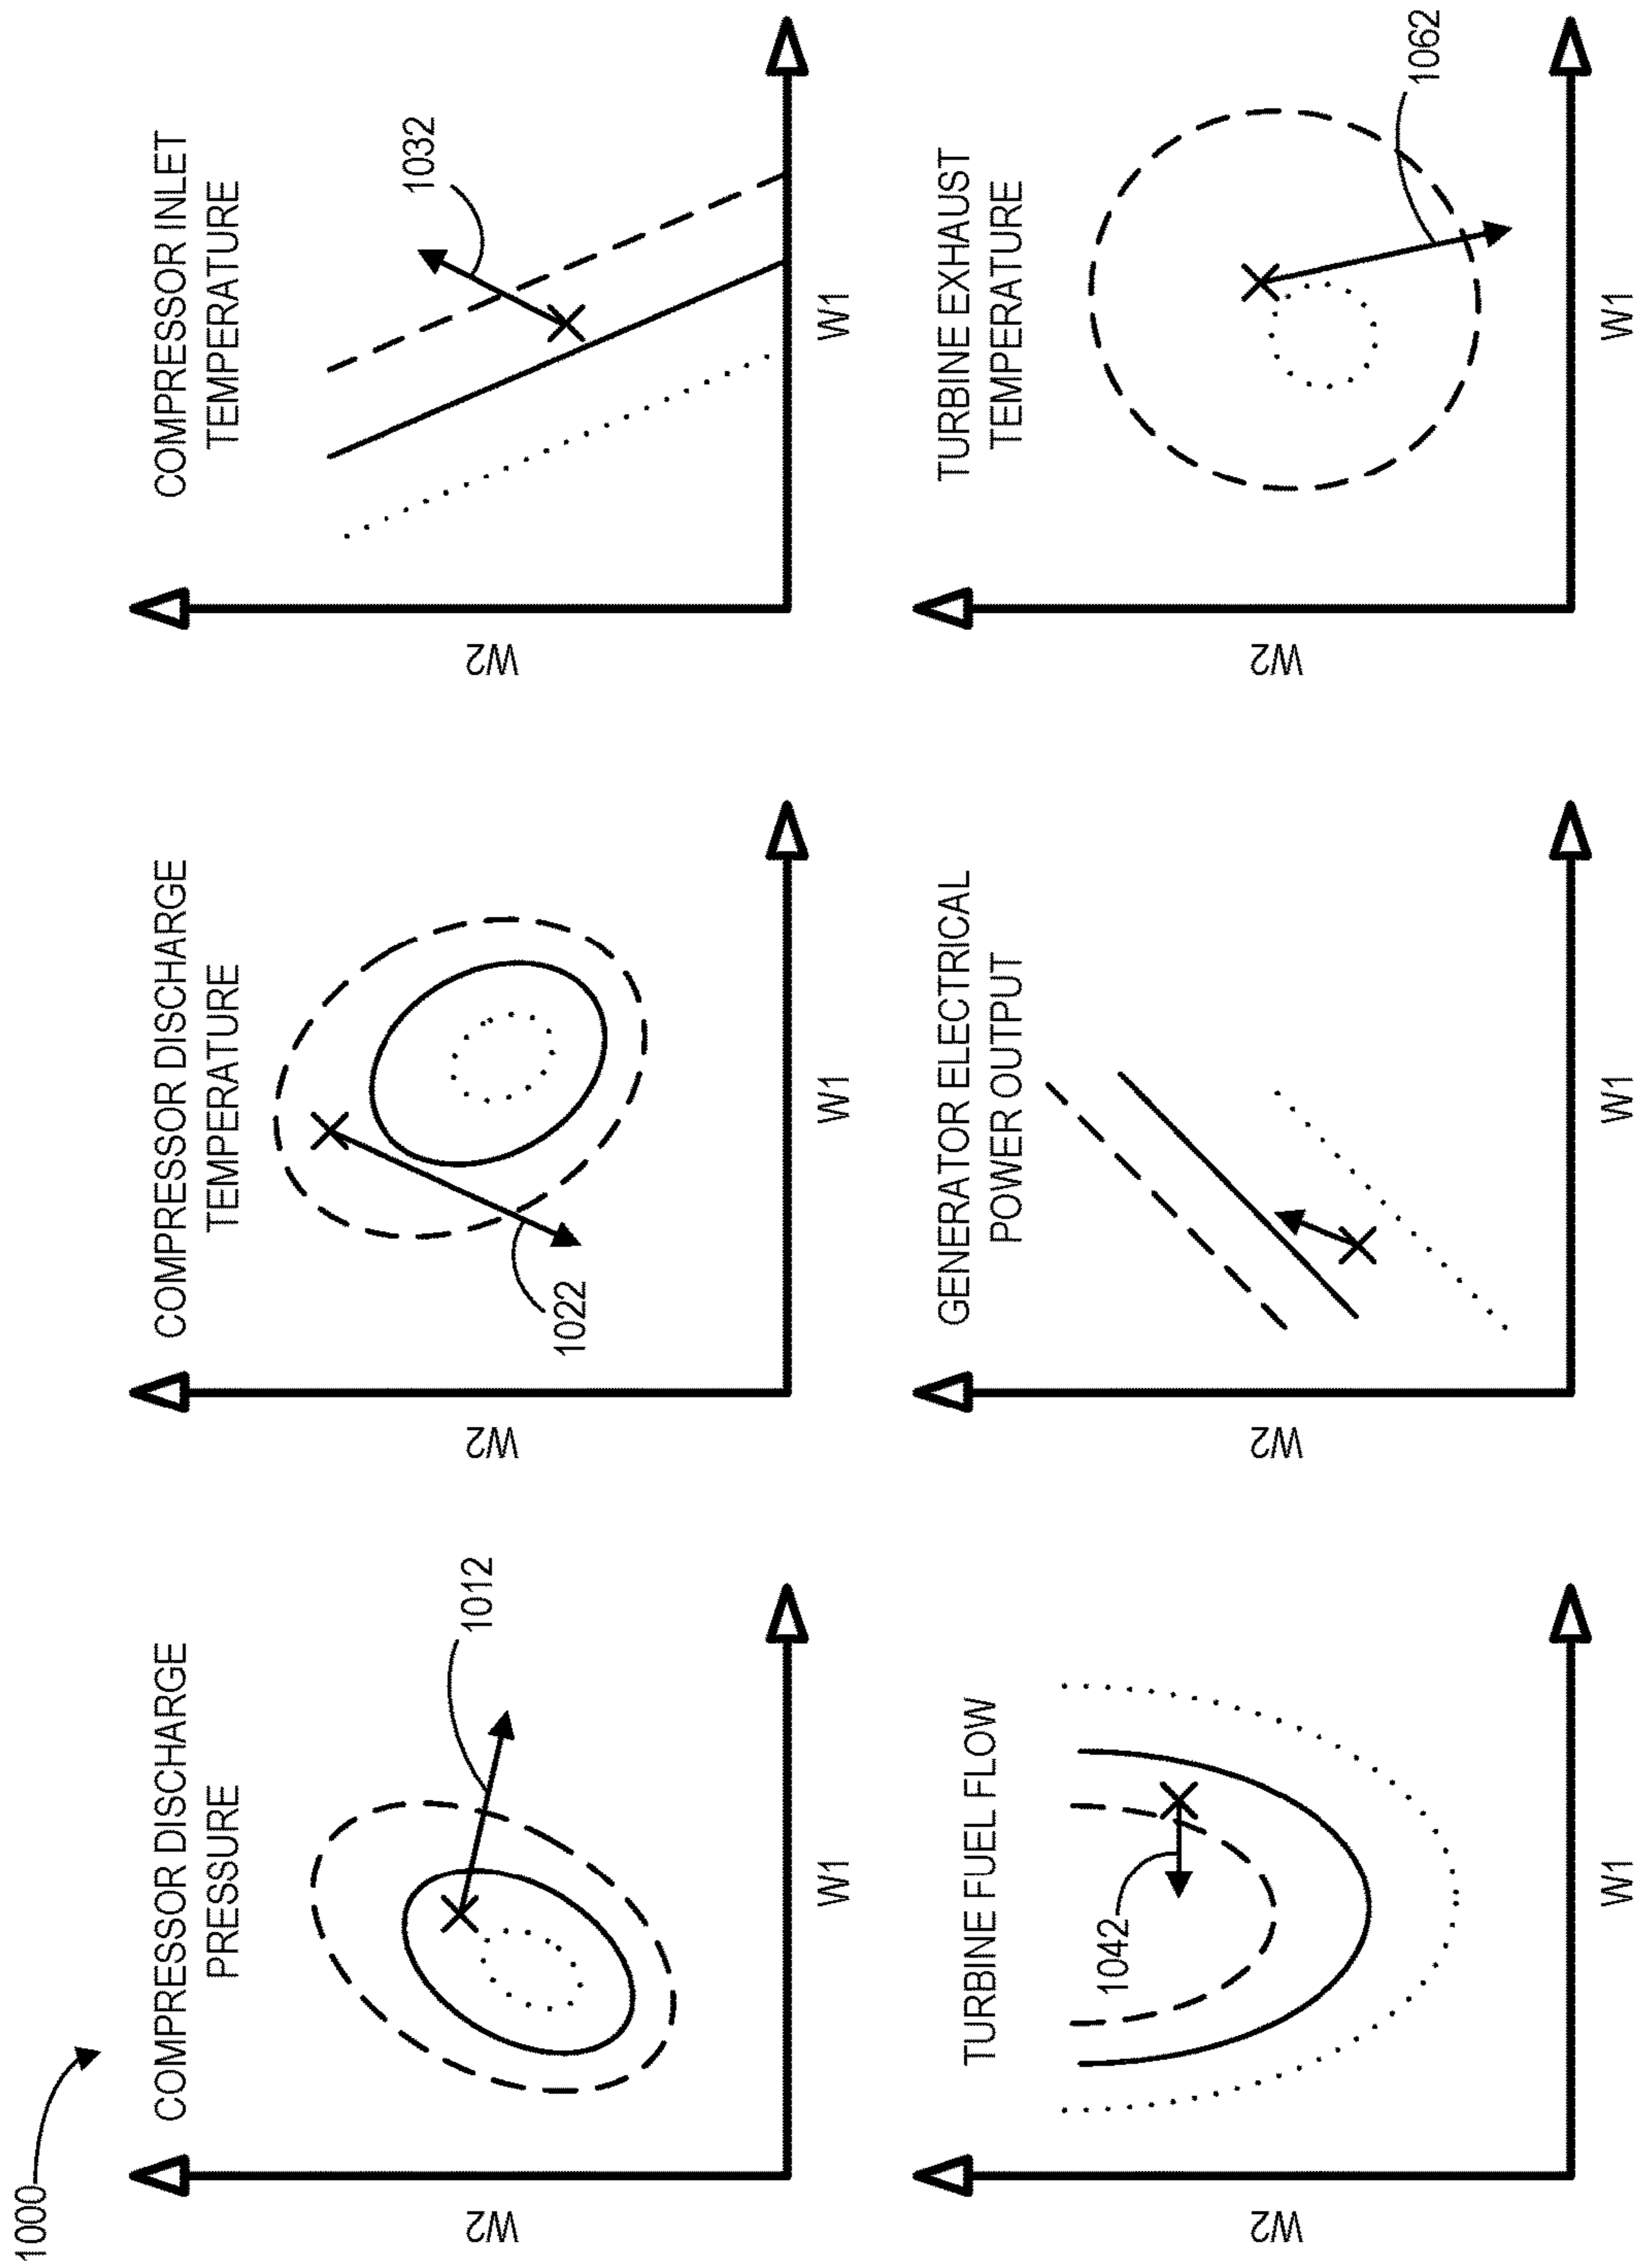 1000
COMPRESSOR DISCHARGE
PRESSURE
1012
W2
W1
COMPRESSOR DISCHARGE
TEMPERATURE
1022
W2
W1
COMPRESSOR INLET
TEMPERATURE
1032
W2
W1
TURBINE FUEL FLOW
1042
W2
W1
GENERATOR ELECTRICAL
POWER OUTPUT
W2
W1
TURBINE EXHAUST
TEMPERATURE
1062
W2
W1